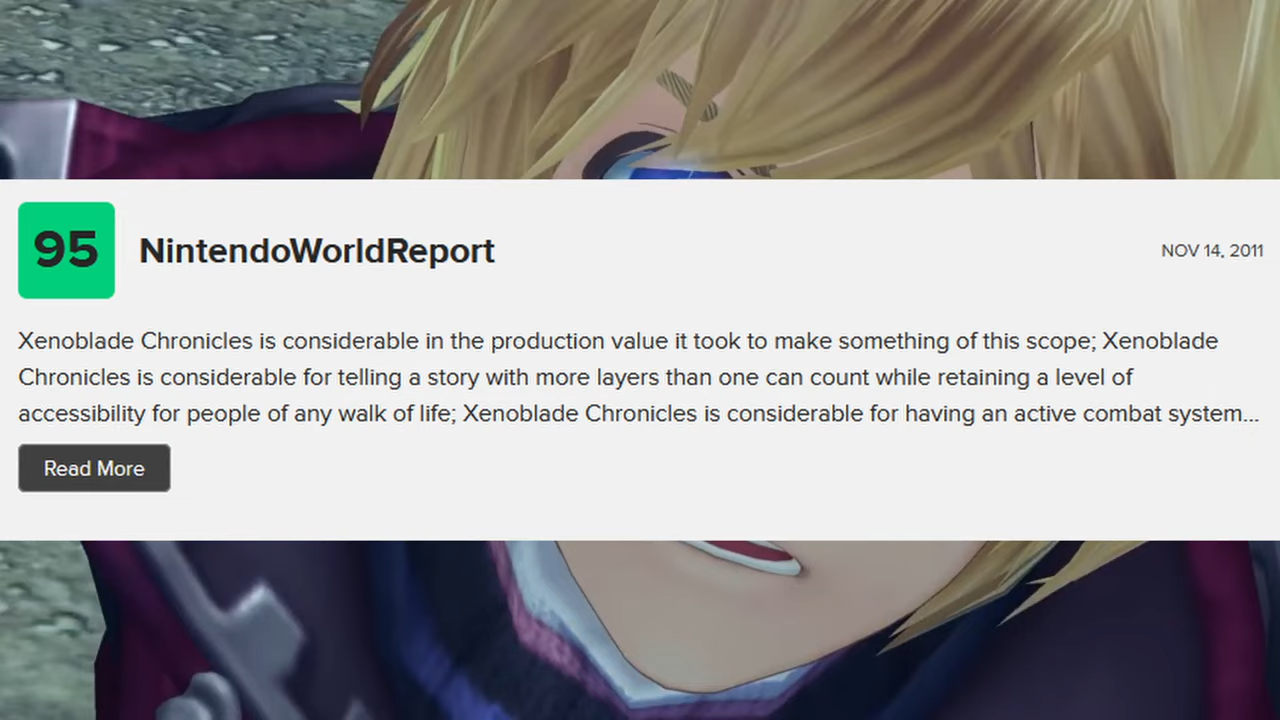 95
NintendoWorldReport
NOV 14, 2011
Xenoblade Chronicles is considerable in the production value it took to make something of this scope; Xenoblade
Chronicles is considerable for telling a story with more layers than one can count while retaining a level of
accessibility for people of any walk of life; Xenoblade Chronicles is considerable for having an active combat system...
Read More